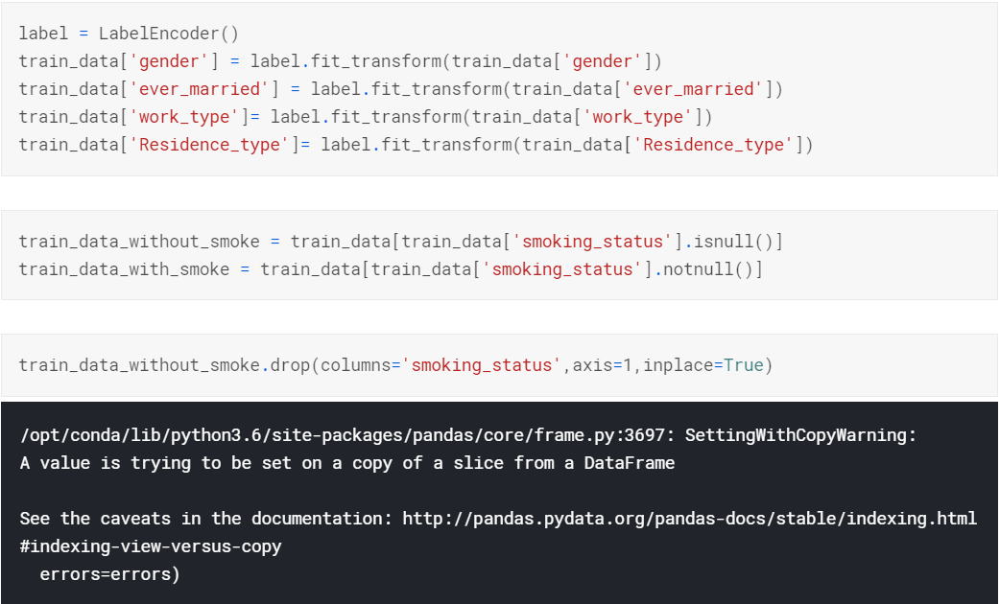 label = LabelEncoder()
train_data['gender'] = label.fit_transform(train_data['gender'])
train_data['ever_married'] = label.fit_transform(train_data['ever_married'])
train_data['work_type']= label.fit_transform(train_data['work_type'])
train_data['Residence_type']= label.fit_transform(train_data['Residence_type'])
train_data_without_smoke = train_data[train_data['smoking_status'].isnull()]
train_data_with_smoke = train_data[train_data['smoking_status'].notnull()]
train_data_without_smoke.drop(columns='smoking_status',axis=1,inplace=True)
/opt/conda/lib/python3.6/site-packages/pandas/core/frame.py:3697: SettingWithCopyWarning:
A value is trying to be set on a copy of a slice from a DataFrame
See the caveats in the documentation: http://pandas.pydata.org/pandas-docs/stable/indexing.html
#indexing-view-versus-copy
  errors=errors)